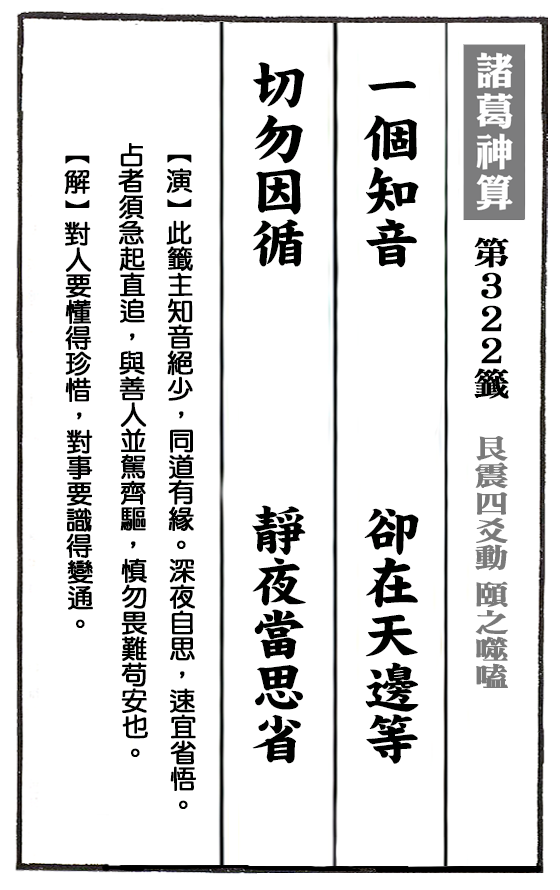 諸葛神算 第322籤 艮震四爻動 頤之噬嗑
一個知音 卻在天邊等
切勿因循 靜夜當思省
【演】此籤主知音絕少，同道有緣。深夜自思，速宜省悟。
占者須急起直追，與善人並駕齊驅，慎勿畏難苟安也。
【解】對人要懂得珍惜，對事要識得變通。